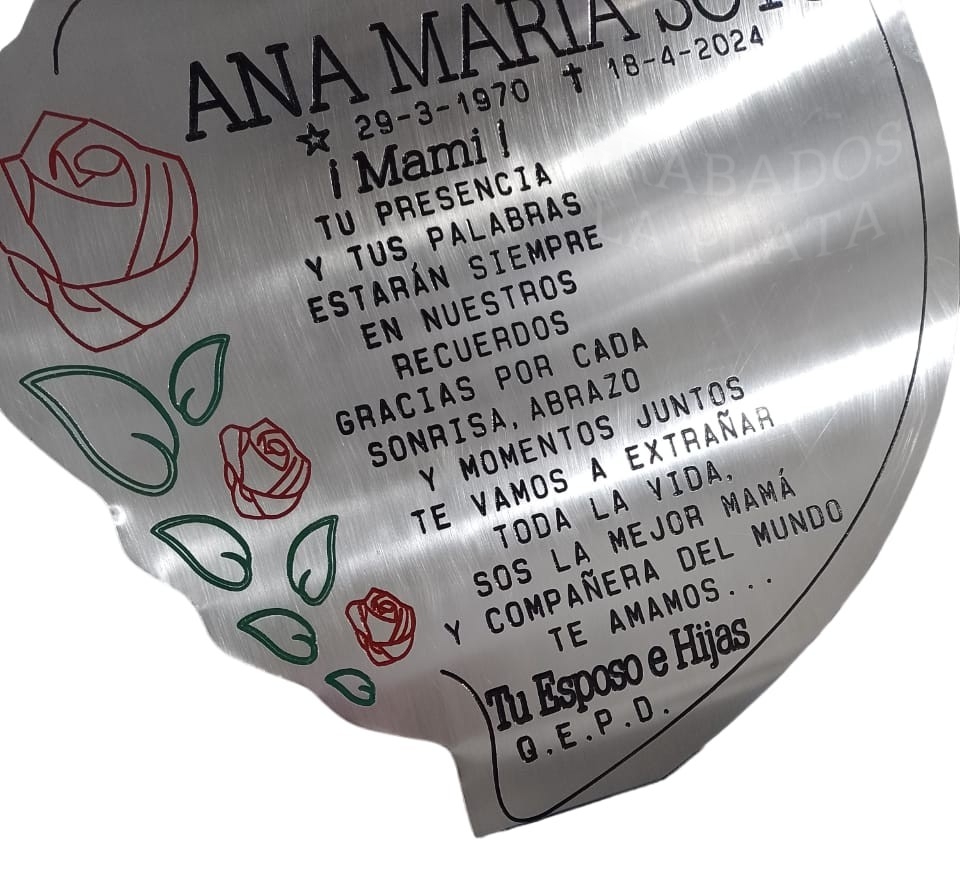 ANA MARIA
29-3-1970 ✝ 18-4-2024
¡Mami!
TU PRESENCIA
Y TUS PALABRAS
ESTARÁN SIEMPRE
EN NUESTROS
RECUERDOS
GRACIAS POR CADA
SONRISA, ABRAZO
Y MOMENTOS JUNTOS
TE VAMOS A EXTRAÑAR
TODA LA VIDA,
SOS LA MEJOR MAMÁ
Y COMPAÑERA DEL MUNDO
TE AMAMOS...
Tu Esposo e Hijas
Q.E.P.D.
LA PLATA